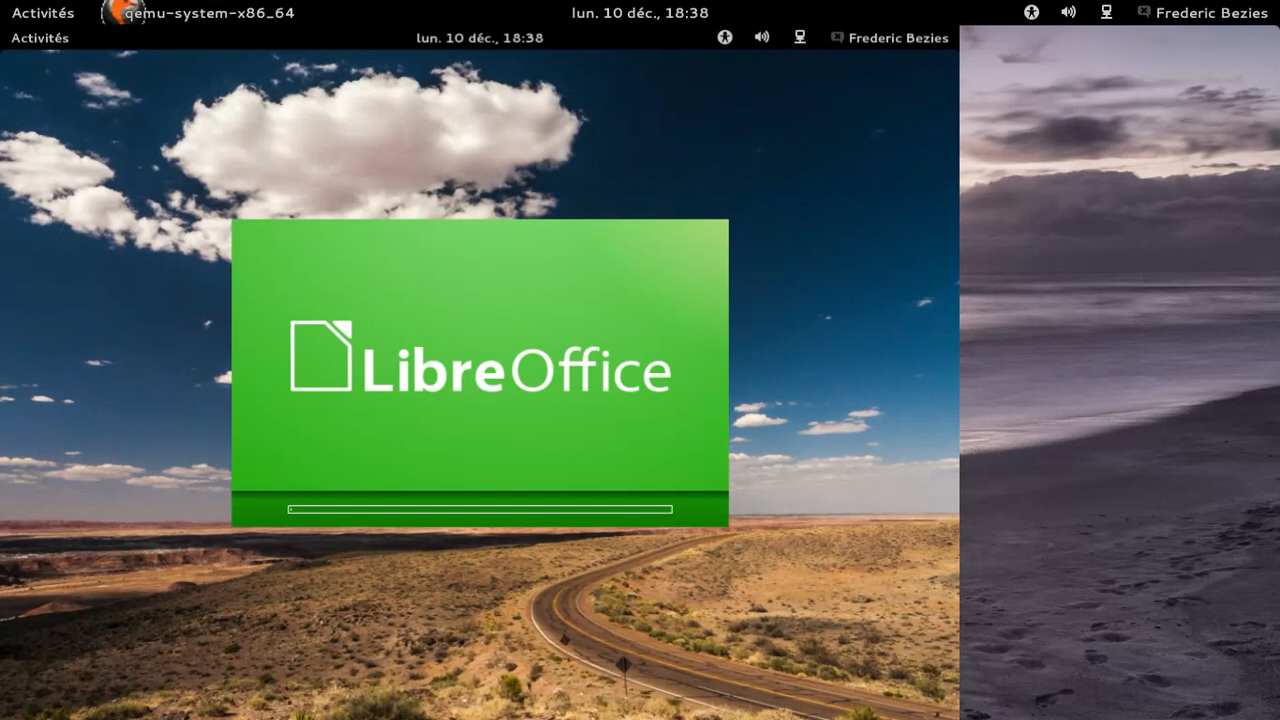 Activités qemu-system-x86_64 lun. 10 déc., 18:38 Frederic Bezies
Activités lun. 10 déc., 18:38 Frederic Bezies
LibreOffice